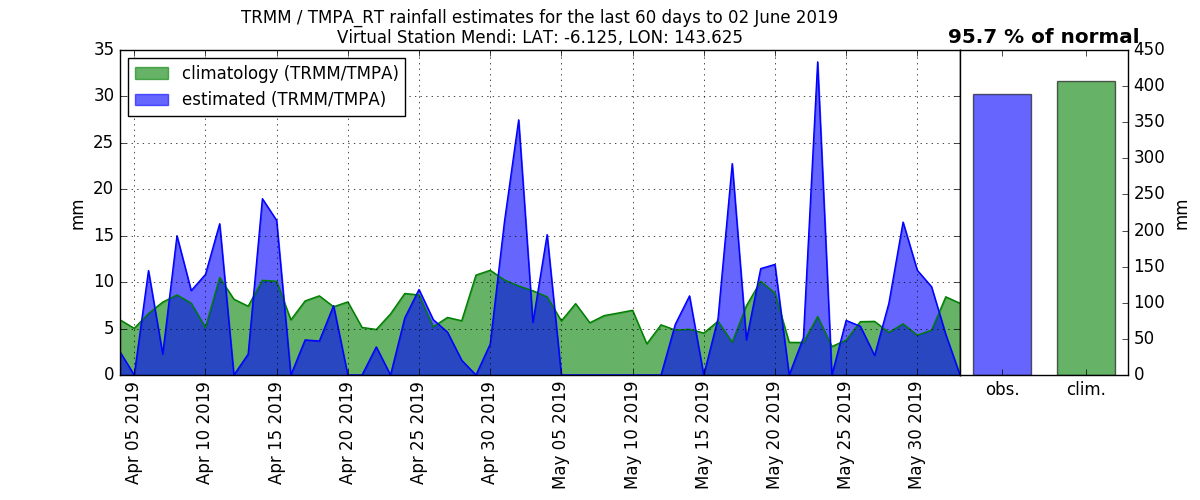 TRMM / TMPA_RT rainfall estimates for the last 60 days to 02 June 2019
Virtual Station Mendi: LAT: -6.125, LON: 143.625
95.7 % of normal
climatology (TRMM/TMPA)
estimated (TRMM/TMPA)
35
30
25
20
15
10
5
0
mm
Apr 05 2019
Apr 10 2019
Apr 15 2019
Apr 20 2019
Apr 25 2019
Apr 30 2019
May 05 2019
May 10 2019
May 15 2019
May 20 2019
May 25 2019
May 30 2019
obs.
clim.
450
400
350
300
250
200
150
100
50
0
mm